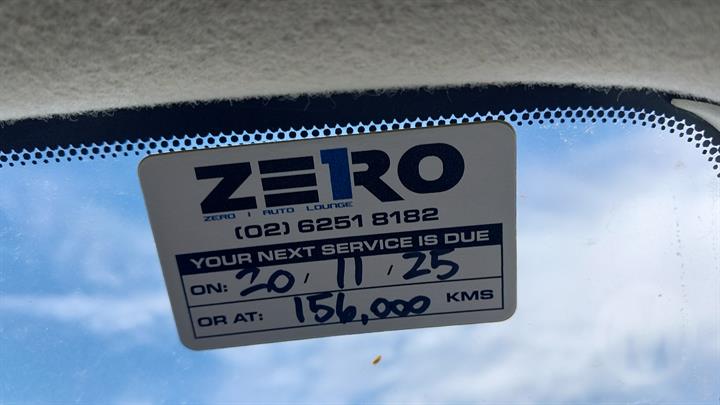 ZE1RO
ZERO 1 AUTO LOUNGE
(02) 6251 8182
YOUR NEXT SERVICE IS DUE
ON: 20 / 11 / 25
OR AT: 156,000 KMS